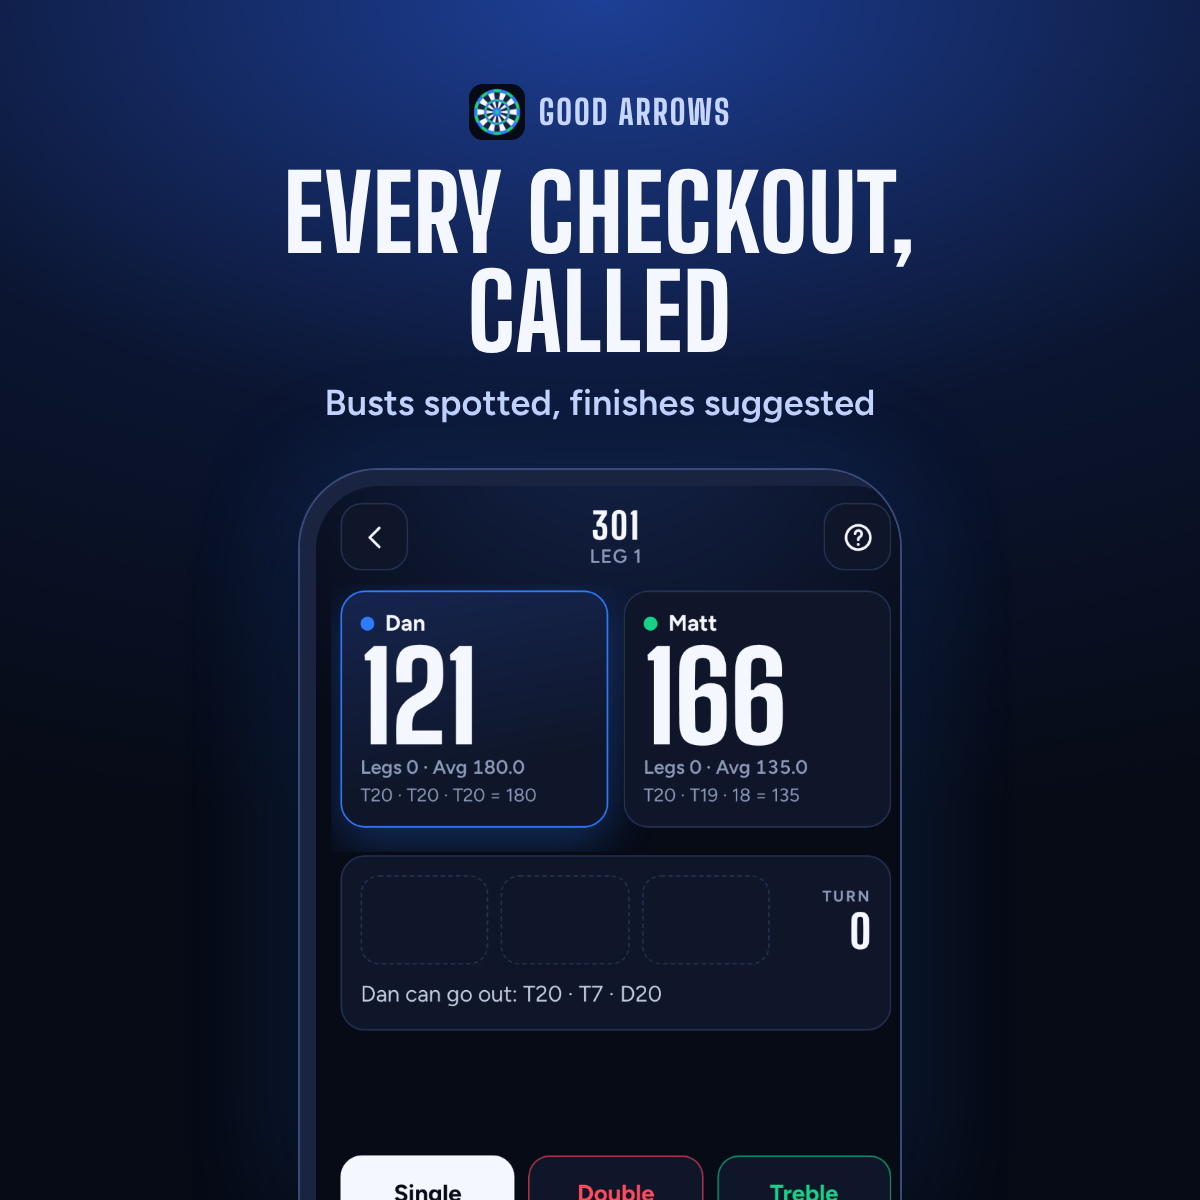 GOOD ARROWS
EVERY CHECKOUT,
CALLED
Busts spotted, finishes suggested
301
LEG 1
Dan
121
Legs 0 · Avg 180.0
T20 · T20 · T20 = 180
Matt
166
Legs 0 · Avg 135.0
T20 · T19 · 18 = 135
TURN
0
Dan can go out: T20 · T7 · D20
Single
Double
Treble